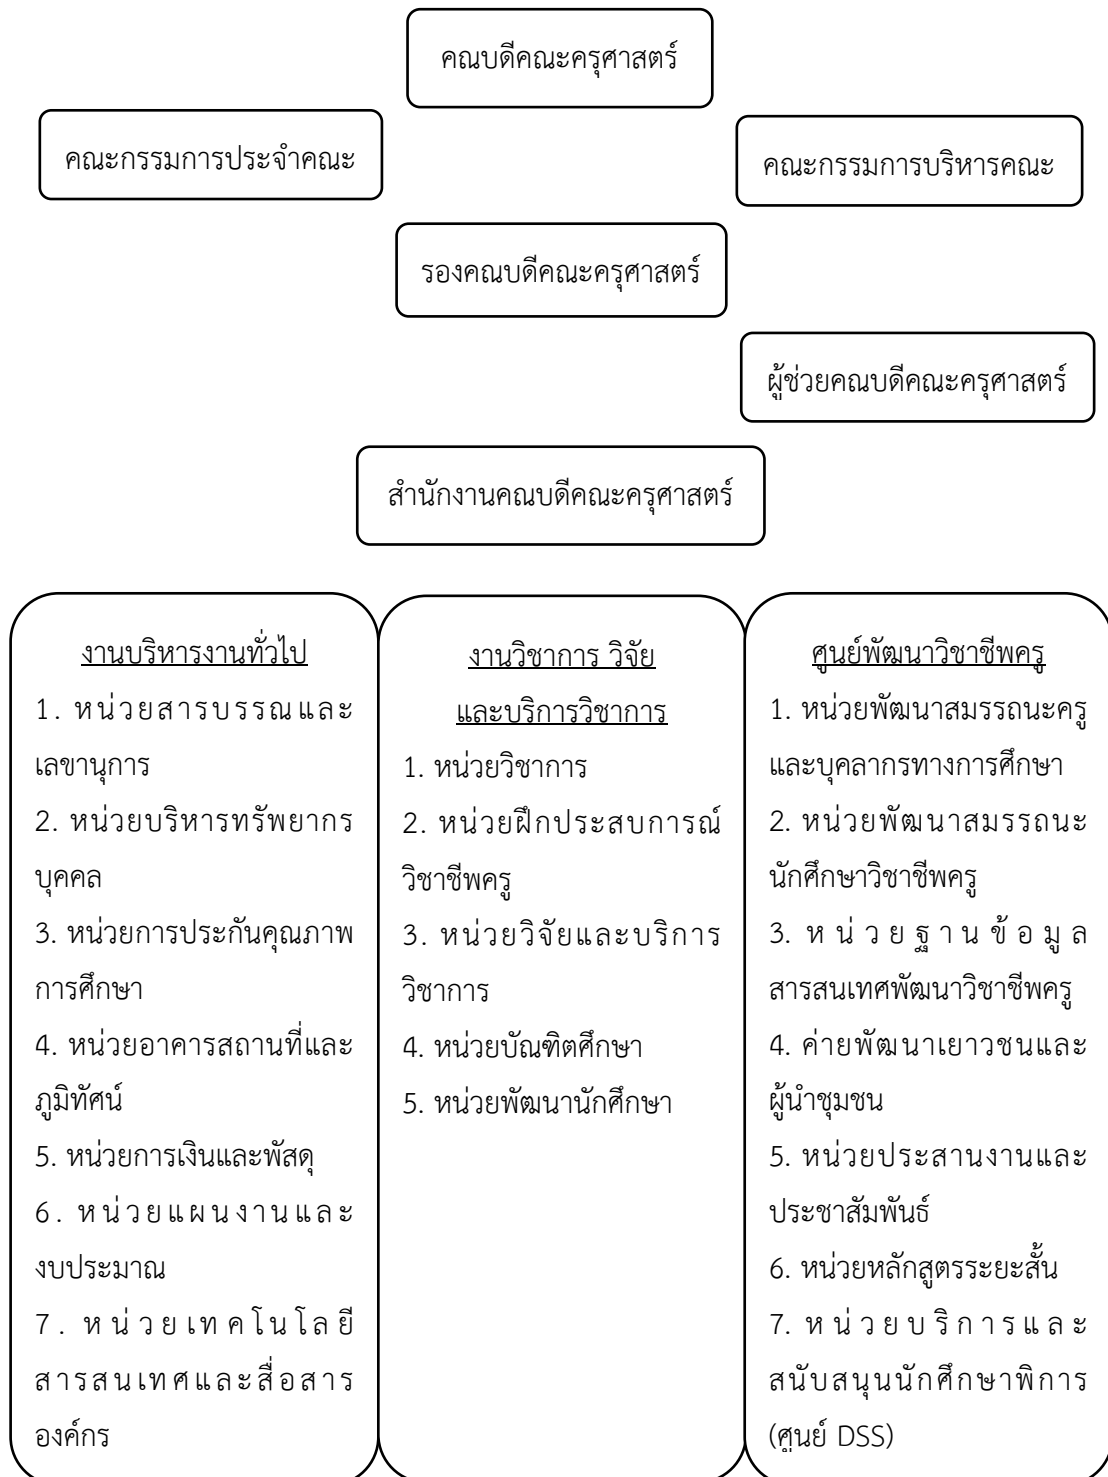 คณบดีคณะครุศาสตร์
คณะกรรมการประจำคณะ
คณะกรรมการบริหารคณะ
รองคณบดีคณะครุศาสตร์
ผู้ช่วยคณบดีคณะครุศาสตร์
สำนักงานคณบดีคณะครุศาสตร์
งานบริหารงานทั่วไป
1. หน่วยสารบรรณและ
เลขานุการ
2. หน่วยบริหารทรัพยากร
บุคคล
3. หน่วยการประกันคุณภาพ
การศึกษา
4. หน่วยอาคารสถานที่และ
ภูมิทัศน์
5. หน่วยการเงินและพัสดุ
6. หน่วยแผนงานและ
งบประมาณ
7. หน่วยเทคโนโลยี
สารสนเทศและสื่อสาร
องค์กร
งานวิชาการ วิจัย
และบริการวิชาการ
1. หน่วยวิชาการ
2. หน่วยฝึกประสบการณ์
วิชาชีพครู
3. หน่วยวิจัยและบริการ
วิชาการ
4. หน่วยบัณฑิตศึกษา
5. หน่วยพัฒนานักศึกษา
ศูนย์พัฒนาวิชาชีพครู
1. หน่วยพัฒนาสมรรถนะครู
และบุคลากรทางการศึกษา
2. หน่วยพัฒนาสมรรถนะ
นักศึกษาวิชาชีพครู
3. หน่วยฐานข้อมูล
สารสนเทศพัฒนาวิชาชีพครู
4. ค่ายพัฒนาเยาวชนและ
ผู้นำชุมชน
5. หน่วยประสานงานและ
ประชาสัมพันธ์
6. หน่วยหลักสูตรระยะสั้น
7. หน่วยบริการและ
สนับสนุนนักศึกษาพิการ
(ศูนย์ DSS)